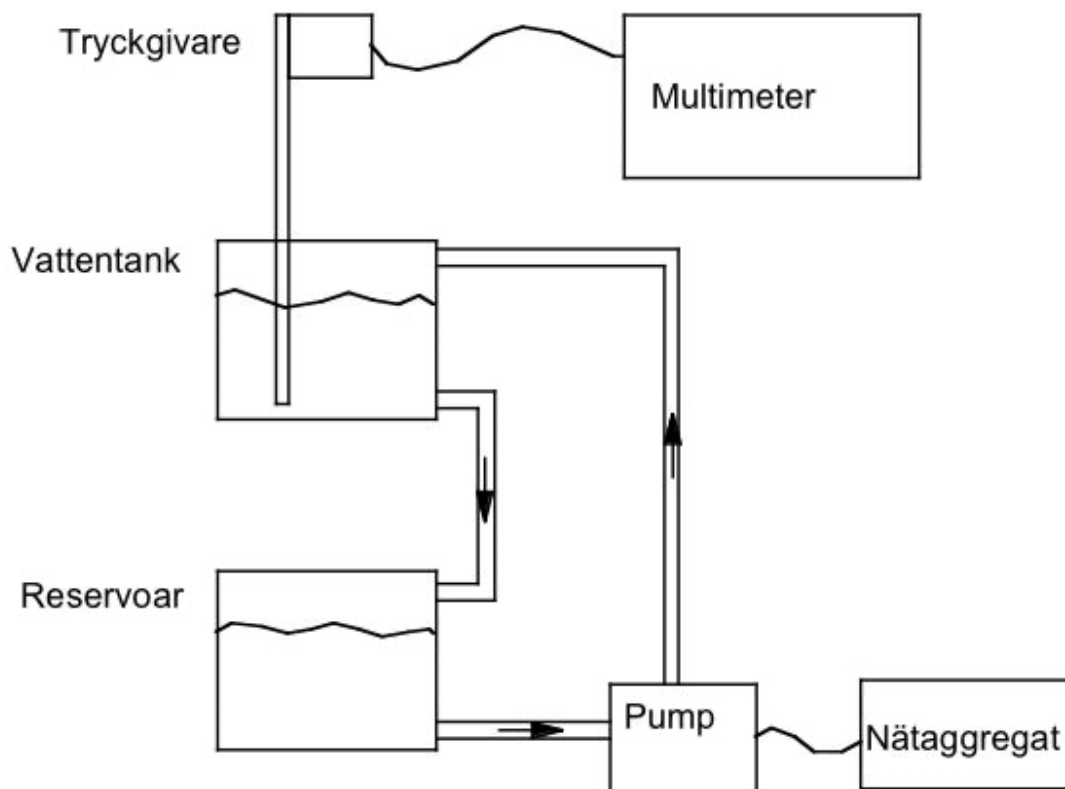 Tryckgivare
Multimeter
Vattentank
Reservoar
Pump
Nätaggregat